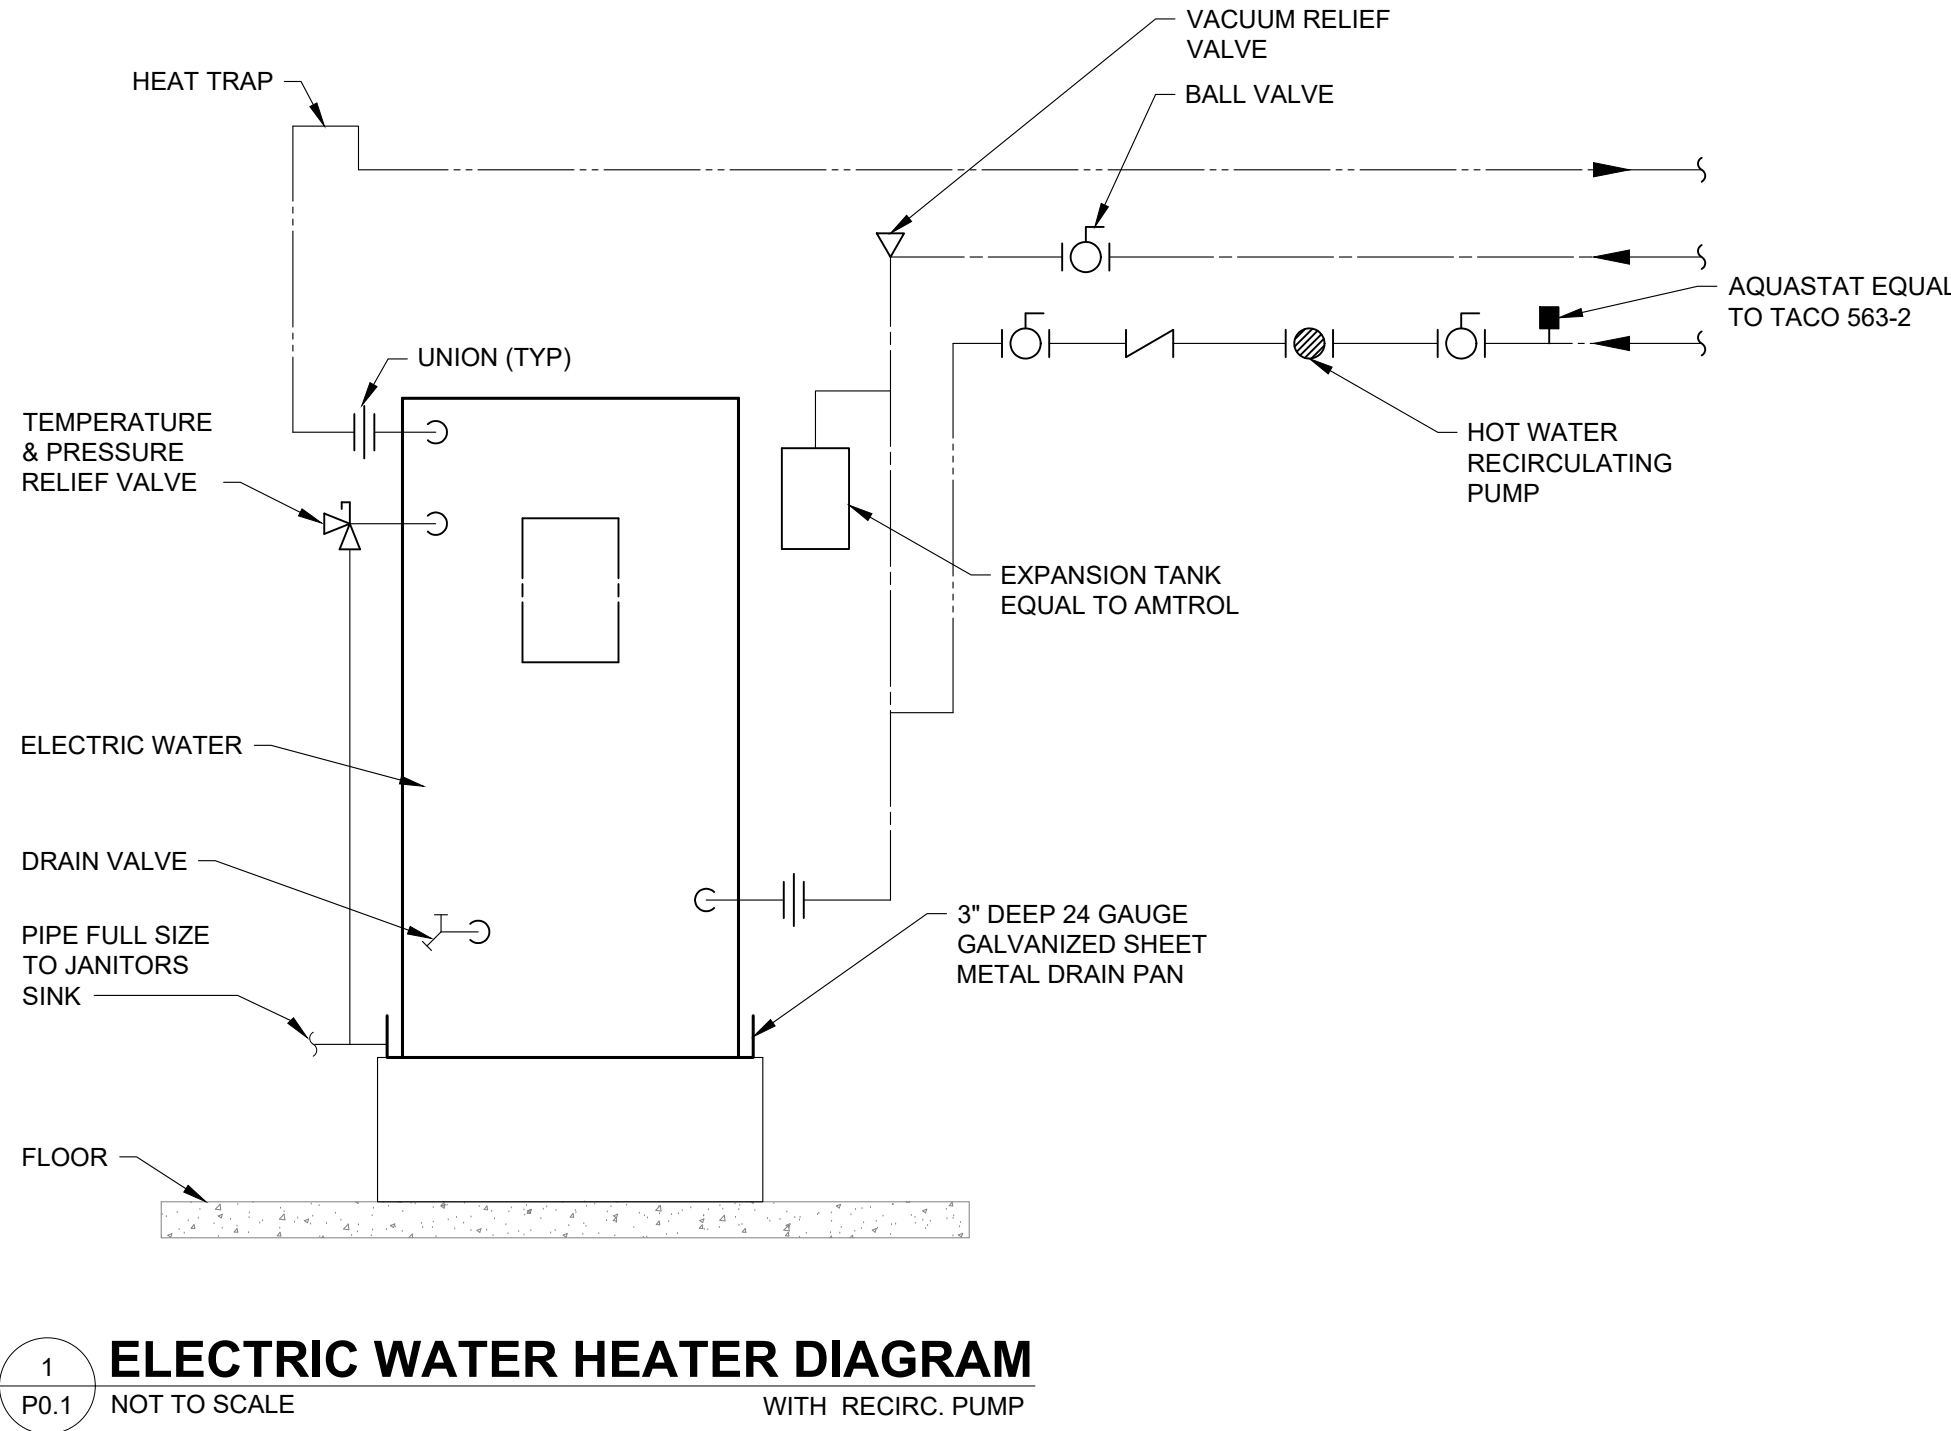 VACUUM RELIEF
VALVE
HEAT TRAP
BALL VALVE
AQUASTAT EQUAL
TO TACO 563-2
UNION (TYP)
TEMPERATURE
& PRESSURE
RELIEF VALVE
HOT WATER
RECIRCULATING
PUMP
EXPANSION TANK
EQUAL TO AMTROL
ELECTRIC WATER
DRAIN VALVE
3" DEEP 24 GAUGE
GALVANIZED SHEET
METAL DRAIN PAN
PIPE FULL SIZE
TO JANITORS
SINK
FLOOR
1
P0.1
ELECTRIC WATER HEATER DIAGRAM
NOT TO SCALE
WITH RECIRC. PUMP